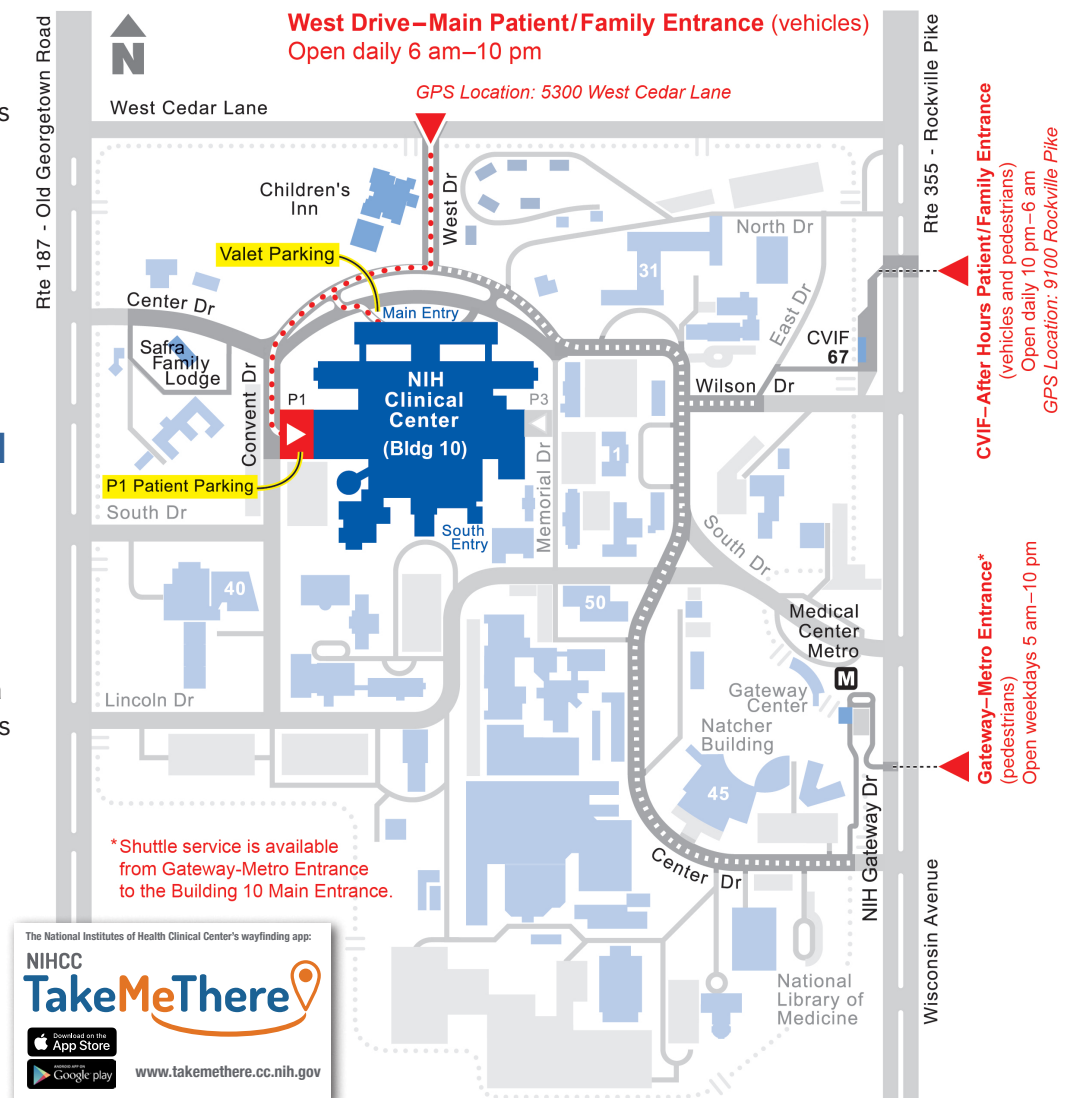 West Drive–Main Patient/Family Entrance (vehicles)
Open daily 6 am–10 pm
GPS Location: 5300 West Cedar Lane
N
West Cedar Lane
Rte 187 - Old Georgetown Road
Rte 355 - Rockville Pike
s
Children's
Inn
West Dr
North Dr
Valet Parking
31
Center Dr
Main Entry
East Dr
CVIF
67
CVIF–After Hours Patient/Family Entrance
(vehicles and pedestrians)
Open daily 10 pm–6 am
GPS Location: 9100 Rockville Pike
Safra
Family
Lodge
Convent Dr
P1
NIH
Clinical
Center
(Bldg 10)
P3
Wilson Dr
Memorial Dr
1
P1 Patient Parking
South Dr
South
Entry
South Dr
40
50
Medical
Center
Metro
M
Gateway–Metro Entrance*
(pedestrians)
Open weekdays 5 am–10 pm
Lincoln Dr
s
Gateway
Center
Natcher
Building
45
NIH Gateway Dr
*Shuttle service is available
from Gateway-Metro Entrance
to the Building 10 Main Entrance.
Center Dr
Wisconsin Avenue
National
Library of
Medicine
The National Institutes of Health Clinical Center's wayfinding app:
NIHCC
TakeMeThere
Download on the
App Store
ANDROID APP ON
Google play
www.takemethere.cc.nih.gov